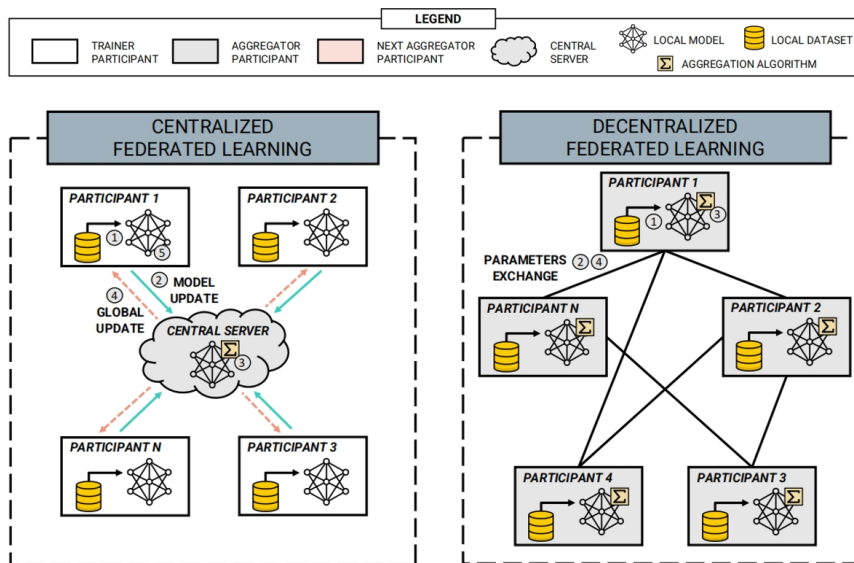 LEGEND
TRAINER
PARTICIPANT
AGGREGATOR
PARTICIPANT
NEXT AGGREGATOR
PARTICIPANT
CENTRAL
SERVER
LOCAL MODEL
LOCAL DATASET
Σ AGGREGATION ALGORITHM
CENTRALIZED
FEDERATED LEARNING
PARTICIPANT 1
1
5
PARTICIPANT 2
2 MODEL
UPDATE
4
GLOBAL
UPDATE
CENTRAL SERVER
Σ
3
PARTICIPANT N
PARTICIPANT 3
DECENTRALIZED
FEDERATED LEARNING
PARTICIPANT 1
Σ
1
3
PARAMETERS 2 4
EXCHANGE
PARTICIPANT N
Σ
PARTICIPANT 2
Σ
PARTICIPANT 4
Σ
PARTICIPANT 3
Σ